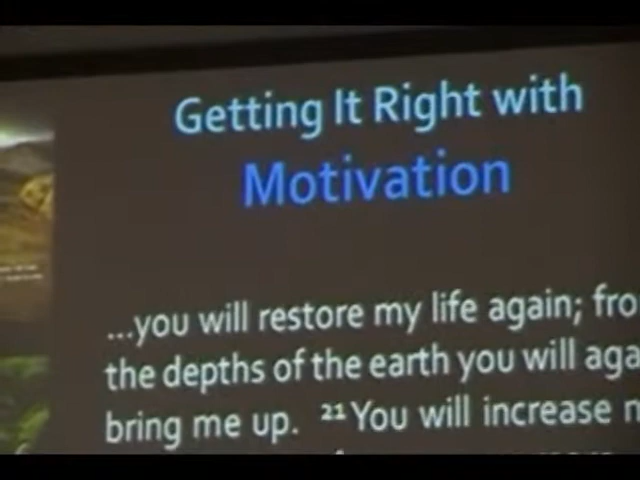 Getting It Right with
Motivation
...you will restore my life again; fro
the depths of the earth you will aga
bring me up. 21 You will increase m